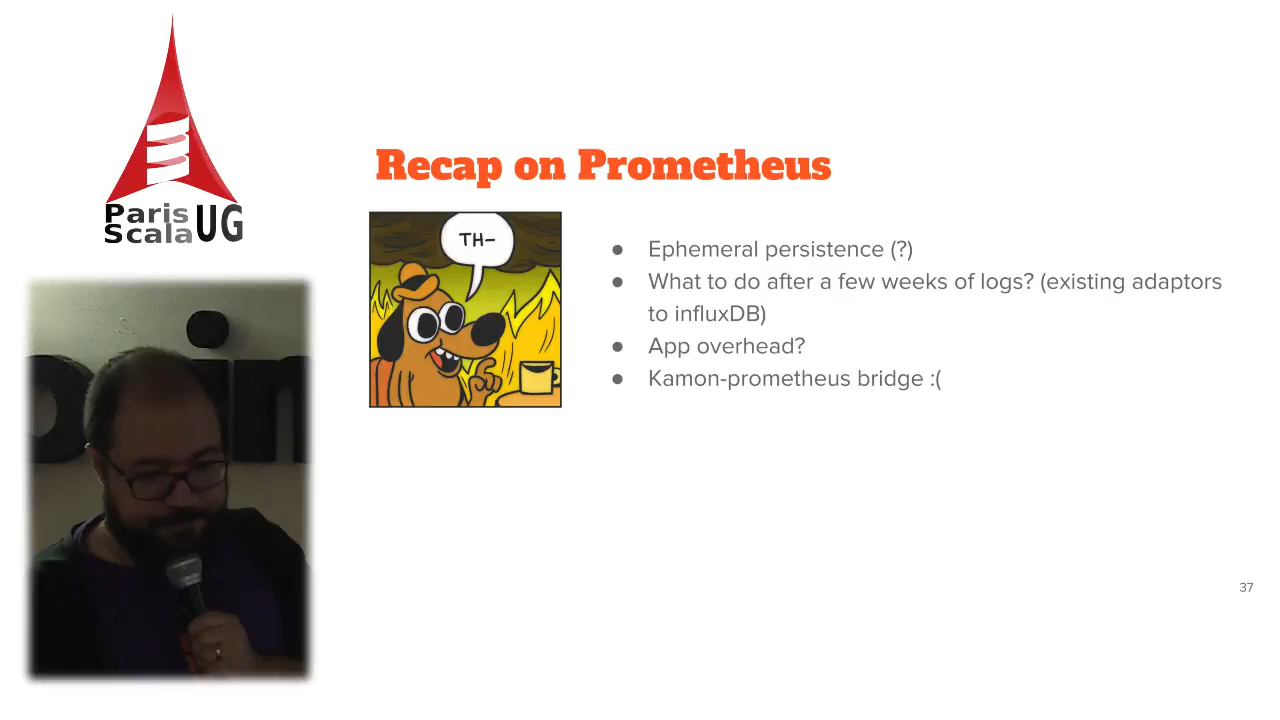 Paris
Scala UG
Recap on Prometheus
TH-
● Ephemeral persistence (?)
● What to do after a few weeks of logs? (existing adaptors
to influxDB)
● App overhead?
● Kamon-prometheus bridge :(
37